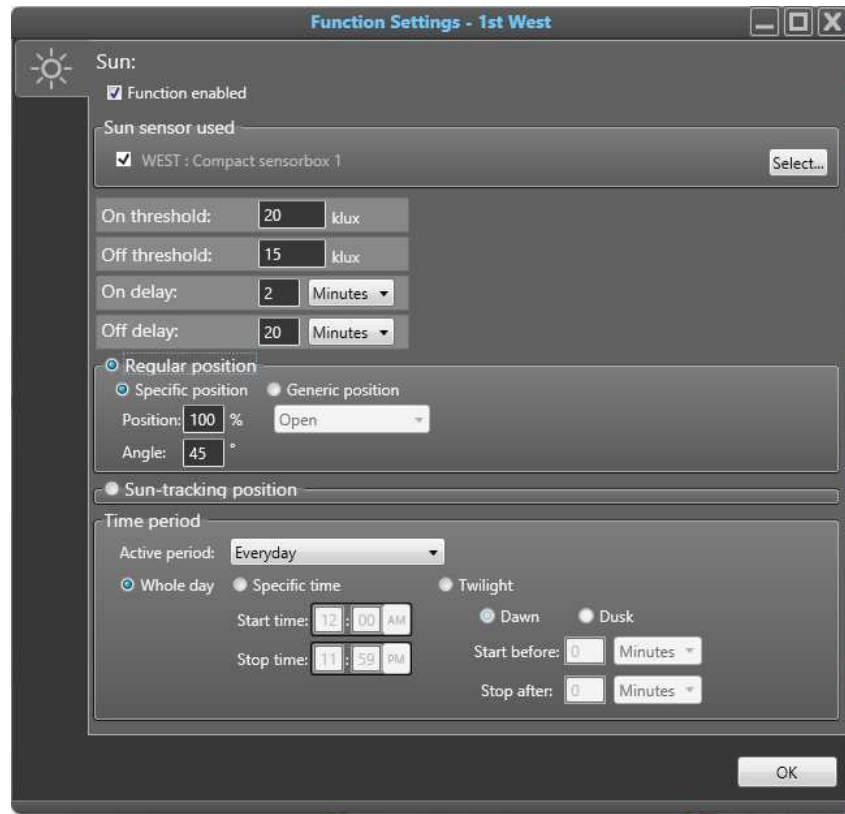 Function Settings - 1st West
Sun:
Function enabled
Sun sensor used
WEST : Compact sensorbox 1
Select...
On threshold: 20 klux
Off threshold: 15 klux
On delay: 2 Minutes
Off delay: 20 Minutes
Regular position
Specific position Generic position
Position: 100 % Open
Angle: 45 °
Sun-tracking position
Time period
Active period: Everyday
Whole day Specific time Twilight
Start time: 12 : 00 AM Dawn Dusk
Stop time: 11 : 59 PM Start before: 0 Minutes
Stop after: 0 Minutes
OK